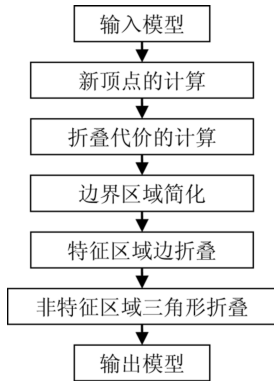 输入模型
新顶点的计算
折叠代价的计算
边界区域简化
特征区域边折叠
非特征区域三角形折叠
输出模型